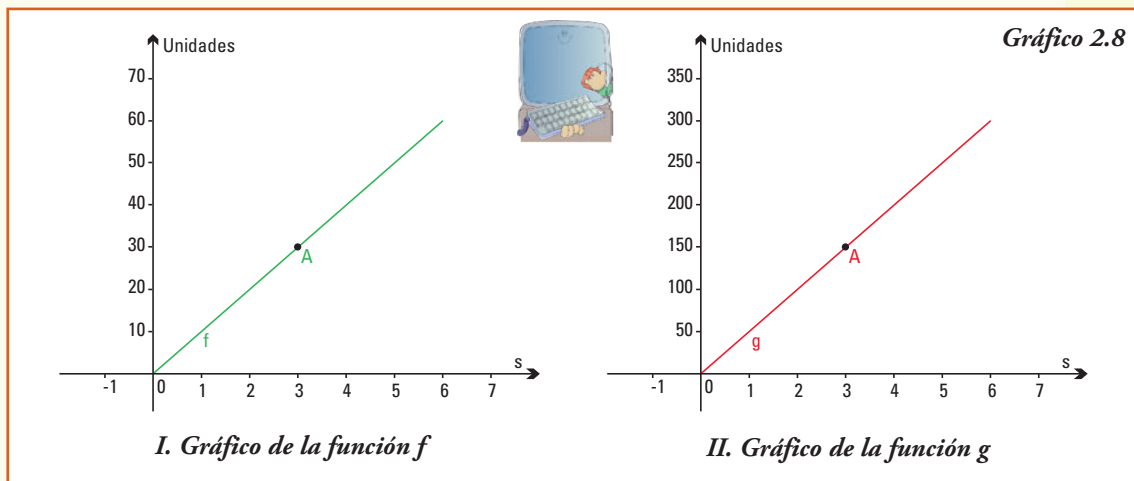 Gráfico 2.8
Unidades
70
60
50
40
30
20
10
A
f
s
-1 0 1 2 3 4 5 6 7
I. Gráfico de la función f
Unidades
350
300
250
200
150
100
50
A
g
s
-1 0 1 2 3 4 5 6 7
II. Gráfico de la función g